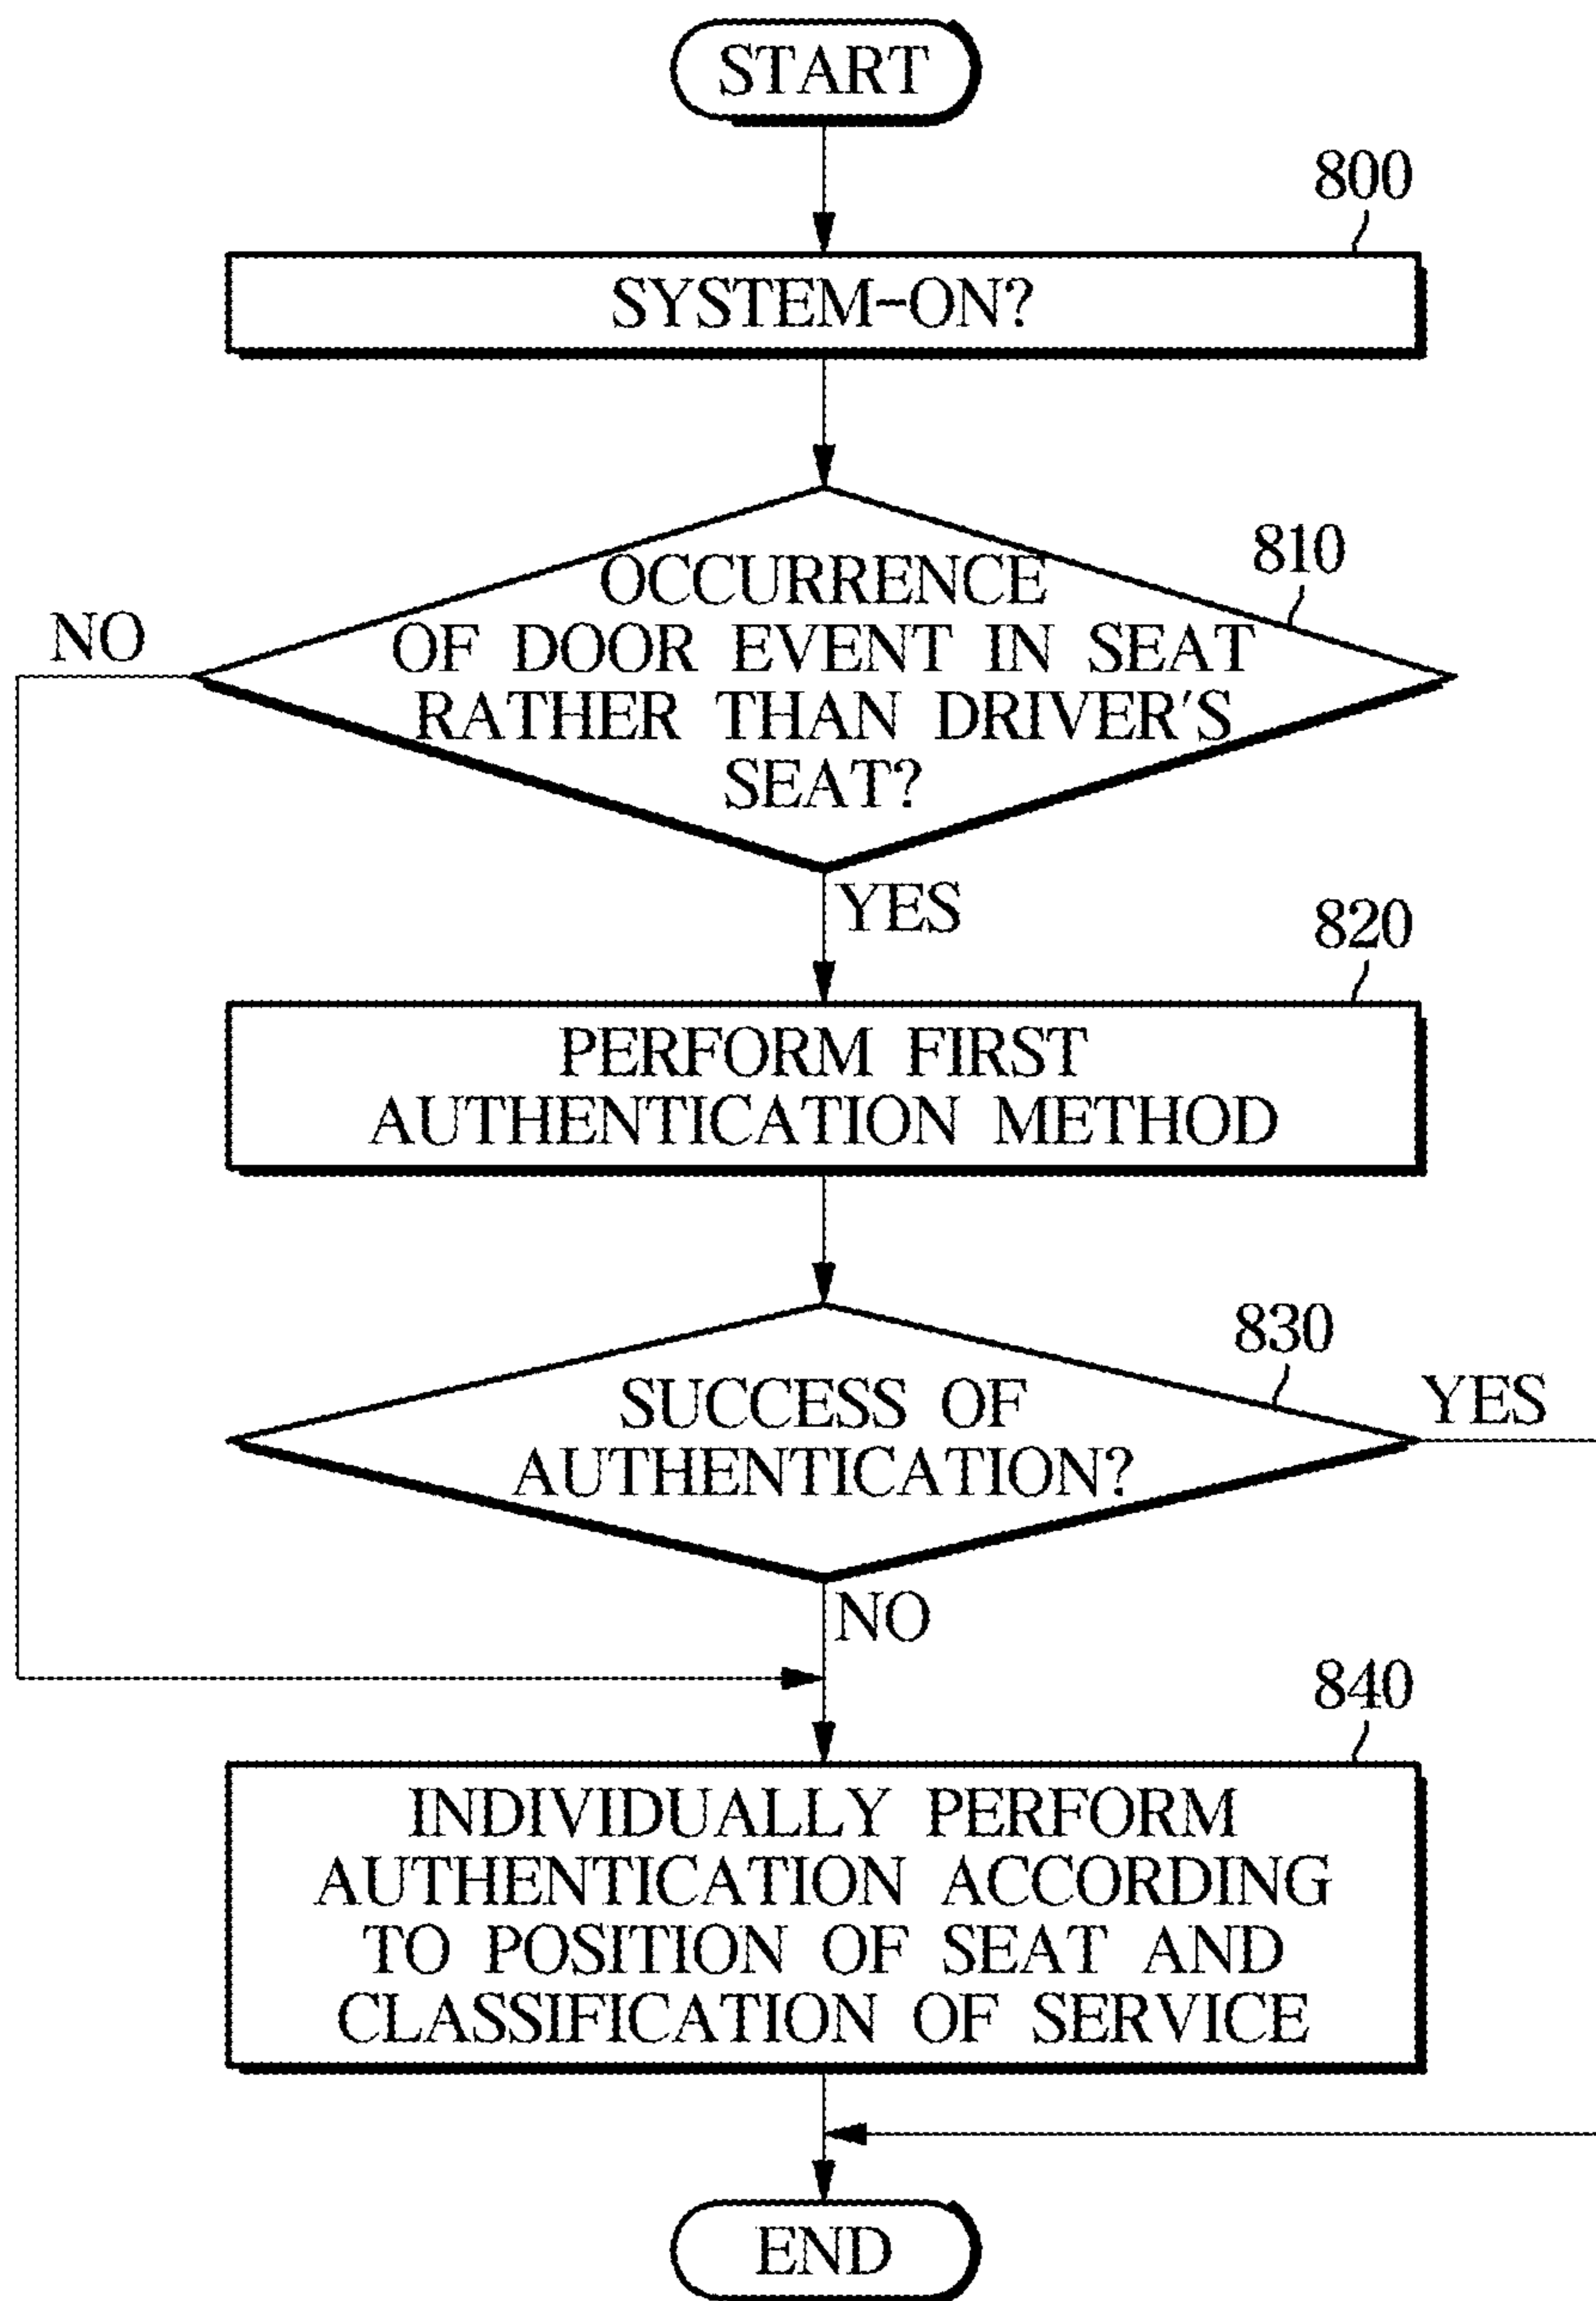 START
800
SYSTEM-ON?
810
OCCURRENCE
OF DOOR EVENT IN SEAT
RATHER THAN DRIVER'S
SEAT?
NO
YES
820
PERFORM FIRST
AUTHENTICATION METHOD
830
SUCCESS OF
AUTHENTICATION?
YES
NO
840
INDIVIDUALLY PERFORM
AUTHENTICATION ACCORDING
TO POSITION OF SEAT AND
CLASSIFICATION OF SERVICE
END